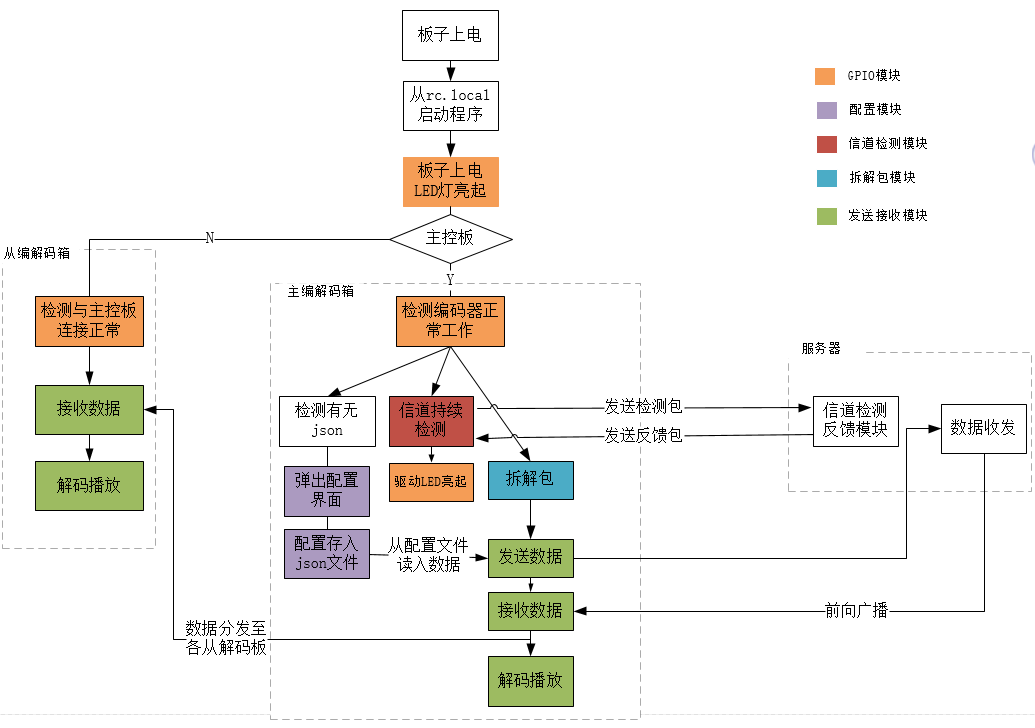 板子上电
从rc.local
启动程序
板子上电
LED灯亮起
主控板
N
Y
GPIO模块
配置模块
信道检测模块
拆解包模块
发送接收模块
从编解码箱
检测与主控板
连接正常
接收数据
解码播放
主编解码箱
检测编码器正
常工作
检测有无
json
信道持续
检测
弹出配置
界面
驱动LED亮起
拆解包
配置存入
json文件
从配置文件
读入数据
发送数据
接收数据
解码播放
数据分发至
各从解码板
发送检测包
发送反馈包
服务器
信道检测
反馈模块
数据收发
前向广播